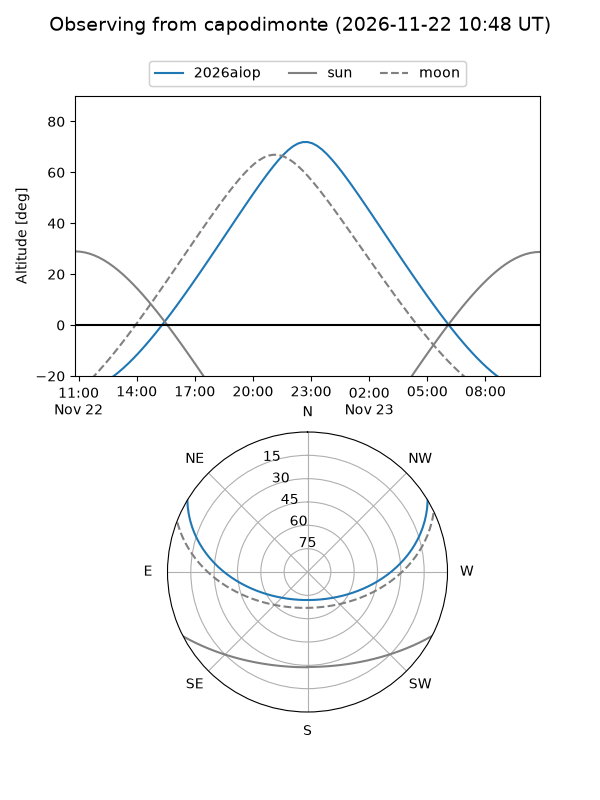 Observing from capodimonte (2026-11-22 10:48 UT)
2026aiop sun moon
Altitude [deg]
80
60
40
20
0
−20
11:00 14:00 17:00 20:00 23:00 02:00 05:00 08:00
Nov 22 Nov 23
N
NE NW
15
30
45
60
75
E W
SE SW
S